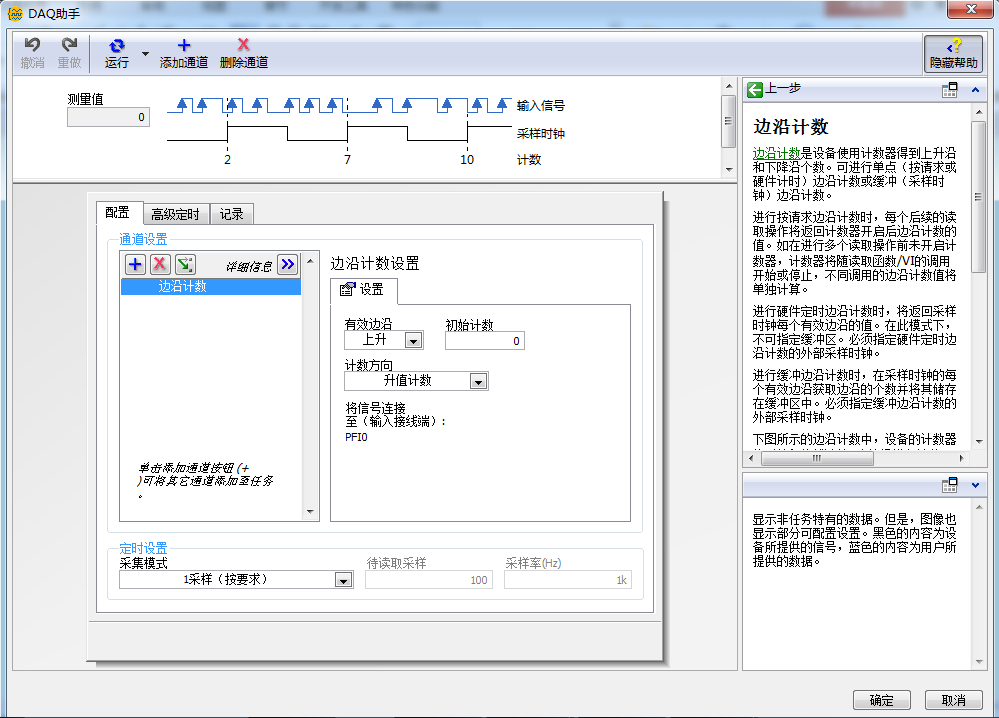 DAQ助手
撤消
重做
运行
添加通道
删除通道
隐藏帮助
测量值
0
输入信号
采样时钟
2
7
10
计数
配置
高级定时
记录
通道设置
详细信息
边沿计数
单击添加通道按钮(+
)可将其它通道添加至任务
。
边沿计数设置
设置
有效边沿
初始计数
上升
0
计数方向
升值计数
将信号连接
至(输入接线端):
PFI0
定时设置
采集模式
待读取采样
采样率(Hz)
1采样(按要求)
100
1k
上一步
边沿计数
边沿计数是设备使用计数器得到上升沿
和下降沿个数。可进行单点(按请求或
硬件计时)边沿计数或缓冲(采样时
钟)边沿计数。
进行按请求边沿计数时,每个后续的读
取操作将返回计数器开启后边沿计数的
值。如在进行多个读取操作前未开启计
数器,计数器将随读取函数/VI的调用
开始或停止,不同调用的边沿计数值将
单独计算。
进行硬件定时边沿计数时,将返回采样
时钟每个有效边沿的值。在此模式下,
不可指定缓冲区。必须指定硬件定时边
沿计数的外部采样时钟。
进行缓冲边沿计数时,在采样时钟的每
个有效边沿获取边沿的个数并将其储存
在缓冲区中。必须指定缓冲边沿计数的
外部采样时钟。
下图所示的边沿计数中,设备的计数器
显示非任务特有的数据。但是,图像也
显示部分可配置设置。黑色的内容为设
备所提供的信号,蓝色的内容为用户所
提供的数据。
确定
取消